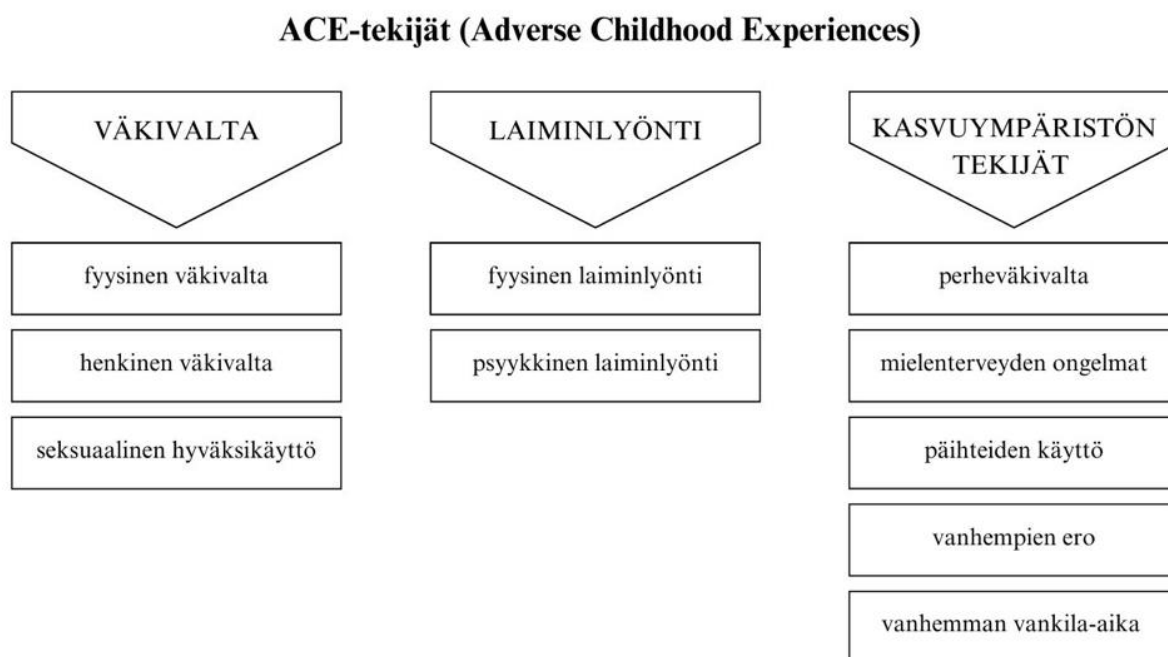 ACE-tekijät (Adverse Childhood Experiences)
VÄKIVALTA
fyysinen väkivalta
henkinen väkivalta
seksuaalinen hyväksikäyttö
LAIMINLYÖNTI
fyysinen laiminlyönti
psyykkinen laiminlyönti
KASVUYMPÄRISTÖN
TEKIJÄT
perheväkivalta
mielenterveyden ongelmat
päihteiden käyttö
vanhempien ero
vanhemman vankila-aika